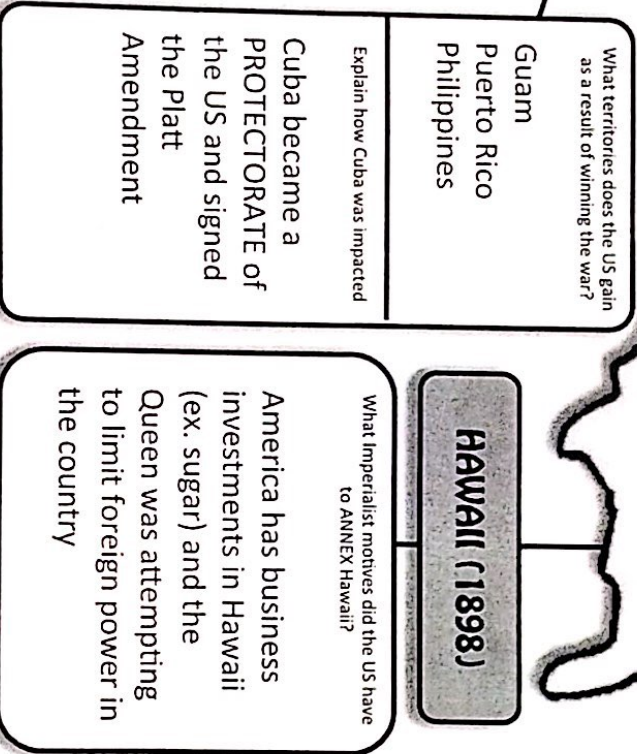 What territories does the US gain
as a result of winning the war?
Guam
Puerto Rico
Philippines
Explain how Cuba was impacted
Cuba became a
PROTECTORATE of
the US and signed
the Platt
Amendment
HAWAII (1898)
What Imperialist motives did the US have
to ANNEX Hawaii?
America has business
investments in Hawaii
(ex. sugar) and the
Queen was attempting
to limit foreign power in
the country